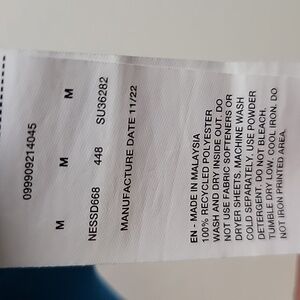 099909214045
M M M
NESSD668 448 SU36282
MANUFACTURE DATE 11/22
EN - MADE IN MALAYSIA
100% RECYCLED POLYESTER
WASH AND DRY INSIDE OUT. DO
NOT USE FABRIC SOFTENERS OR
DRYER SHEETS. MACHINE WASH
COLD SEPARATELY. USE POWDER
DETERGENT. DO NOT BLEACH.
TUMBLE DRY LOW. COOL IRON. DO
NOT IRON PRINTED AREA.